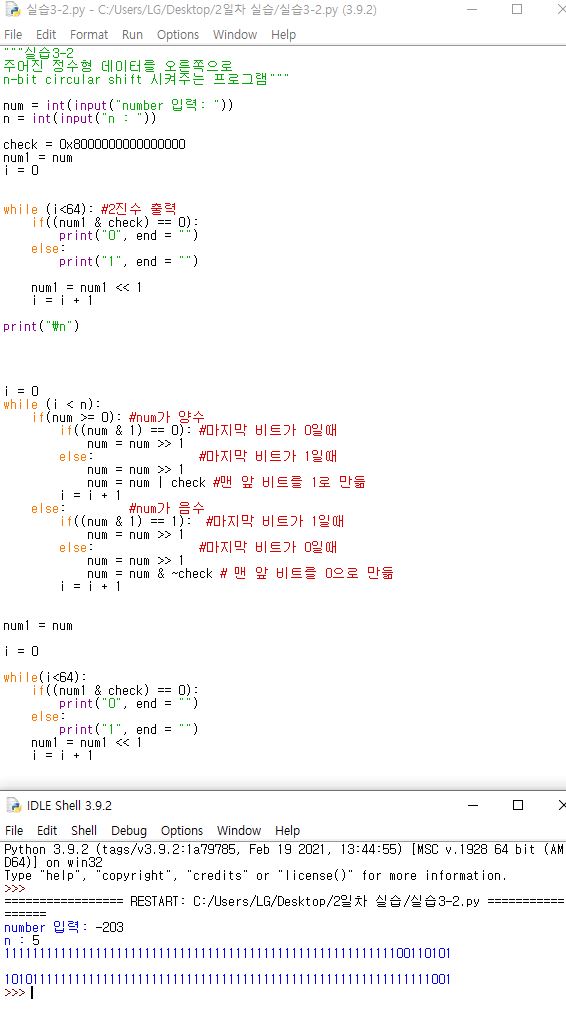 실습3-2.py - C:/Users/LG/Desktop/2일차 실습/실습3-2.py (3.9.2)
File Edit Format Run Options Window Help
"""실습3-2
주어진 정수형 데이터를 오른쪽으로
n-bit circular shift 시켜주는 프로그램"""
num = int(input("number 입력: "))
n = int(input("n : "))
check = 0x8000000000000000
num1 = num
i = 0
while (i<64): #2진수 출력
    if((num1 & check) == 0):
        print("0", end = "")
    else:
        print("1", end = "")
    num1 = num1 << 1
    i = i + 1
print("₩n")
i = 0
while (i < n):
    if(num >= 0): #num가 양수
        if((num & 1) == 0): #마지막 비트가 0일때
            num = num >> 1
        else:               #마지막 비트가 1일때
            num = num >> 1
            num = num | check #맨 앞 비트를 1로 만듦
        i = i + 1
    else:         #num가 음수
        if((num & 1) == 1):  #마지막 비트가 1일때
            num = num >> 1
        else:               #마지막 비트가 0일때
            num = num >> 1
            num = num & ~check # 맨 앞 비트를 0으로 만듦
        i = i + 1
num1 = num
i = 0
while(i<64):
    if((num1 & check) == 0):
        print("0", end = "")
    else:
        print("1", end = "")
    num1 = num1 << 1
    i = i + 1
IDLE Shell 3.9.2
File Edit Shell Debug Options Window Help
Python 3.9.2 (tags/v3.9.2:1a79785, Feb 19 2021, 13:44:55) [MSC v.1928 64 bit (AM
D64)] on win32
Type "help", "copyright", "credits" or "license()" for more information.
>>>
================= RESTART: C:/Users/LG/Desktop/2일차 실습/실습3-2.py ============
======
number 입력: -203
n : 5
1111111111111111111111111111111111111111111111111111111100110101
1010111111111111111111111111111111111111111111111111111111111001
>>>